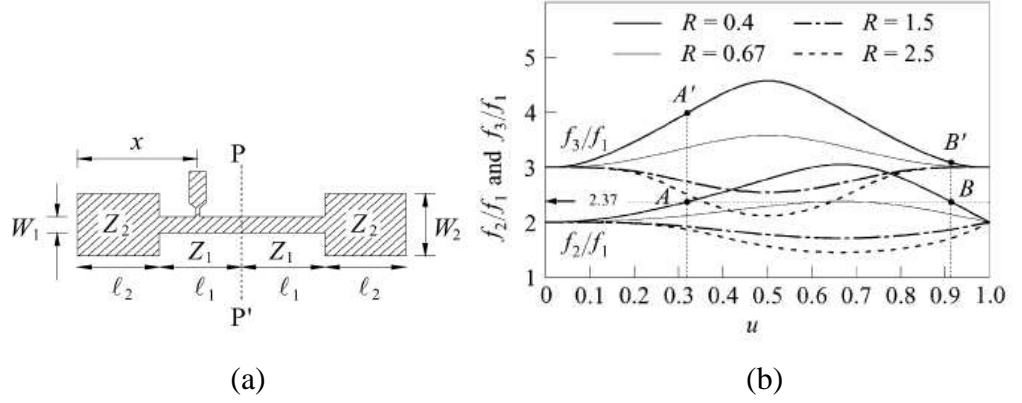 x
P
W₁
Z₂
Z₂
W₂
Z₁
Z₁
ℓ₂
ℓ₁
ℓ₁
ℓ₂
P'
(a)
f₂/f₁ and f₃/f₁
R = 0.4
R = 1.5
R = 0.67
R = 2.5
5
4
3
2
1
A'
f₃/f₁
B'
2.37
A
B
f₂/f₁
0
0.1
0.2
0.3
0.4
0.5
0.6
0.7
0.8
0.9
1.0
u
(b)